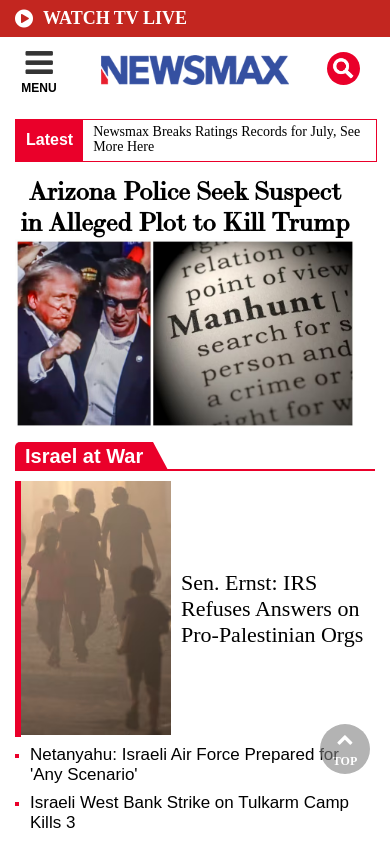 WATCH TV LIVE
MENU
NEWSMAX
Latest
Newsmax Breaks Ratings Records for July, See
More Here
Arizona Police Seek Suspect
in Alleged Plot to Kill Trump
relation or
point of view
Manhunt ['
search for s
person and
a crime or
right for w
Israel at War
Sen. Ernst: IRS
Refuses Answers on
Pro-Palestinian Orgs
Netanyahu: Israeli Air Force Prepared for
'Any Scenario'
TOP
Israeli West Bank Strike on Tulkarm Camp
Kills 3